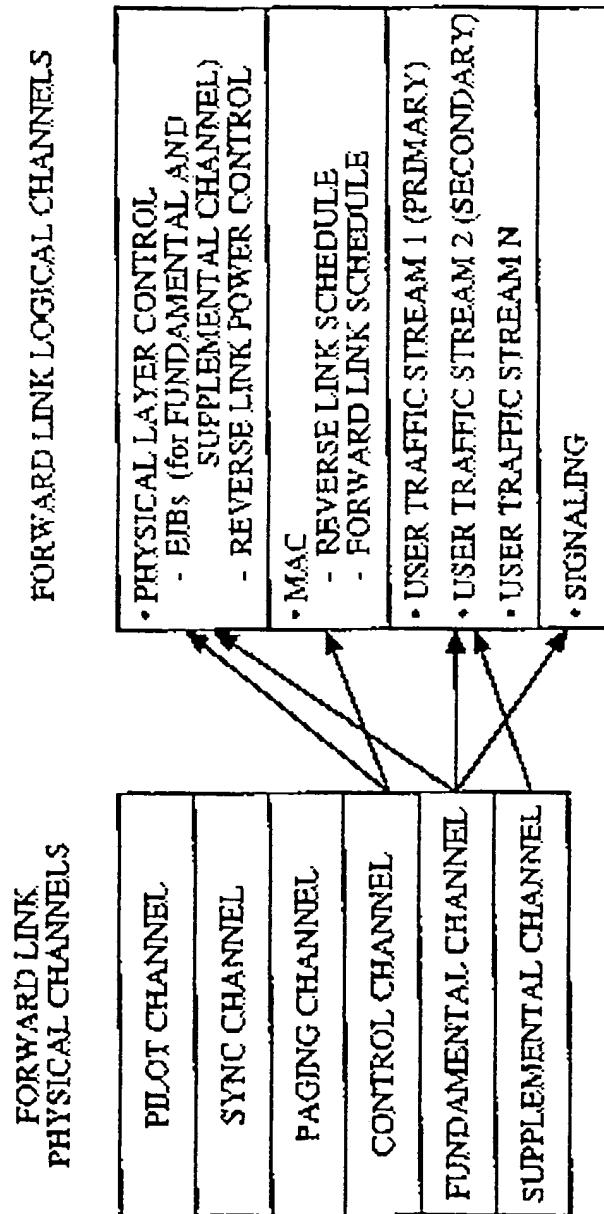 FORWARD LINK
PHYSICAL CHANNELS
PILOT CHANNEL
SYNC CHANNEL
PAGING CHANNEL
CONTROL CHANNEL
FUNDAMENTAL CHANNEL
SUPPLEMENTAL CHANNEL
FORWARD LINK LOGICAL CHANNELS
• PHYSICAL LAYER CONTROL
- EIBs (for FUNDAMENTAL AND
SUPPLEMENTAL CHANNEL)
- REVERSE LINK POWER CONTROL
• MAC
- REVERSE LINK SCHEDULE
- FORWARD LINK SCHEDULE
• USER TRAFFIC STREAM 1 (PRIMARY)
• USER TRAFFIC STREAM 2 (SECONDARY)
• USER TRAFFIC STREAM N
• SIGNALING